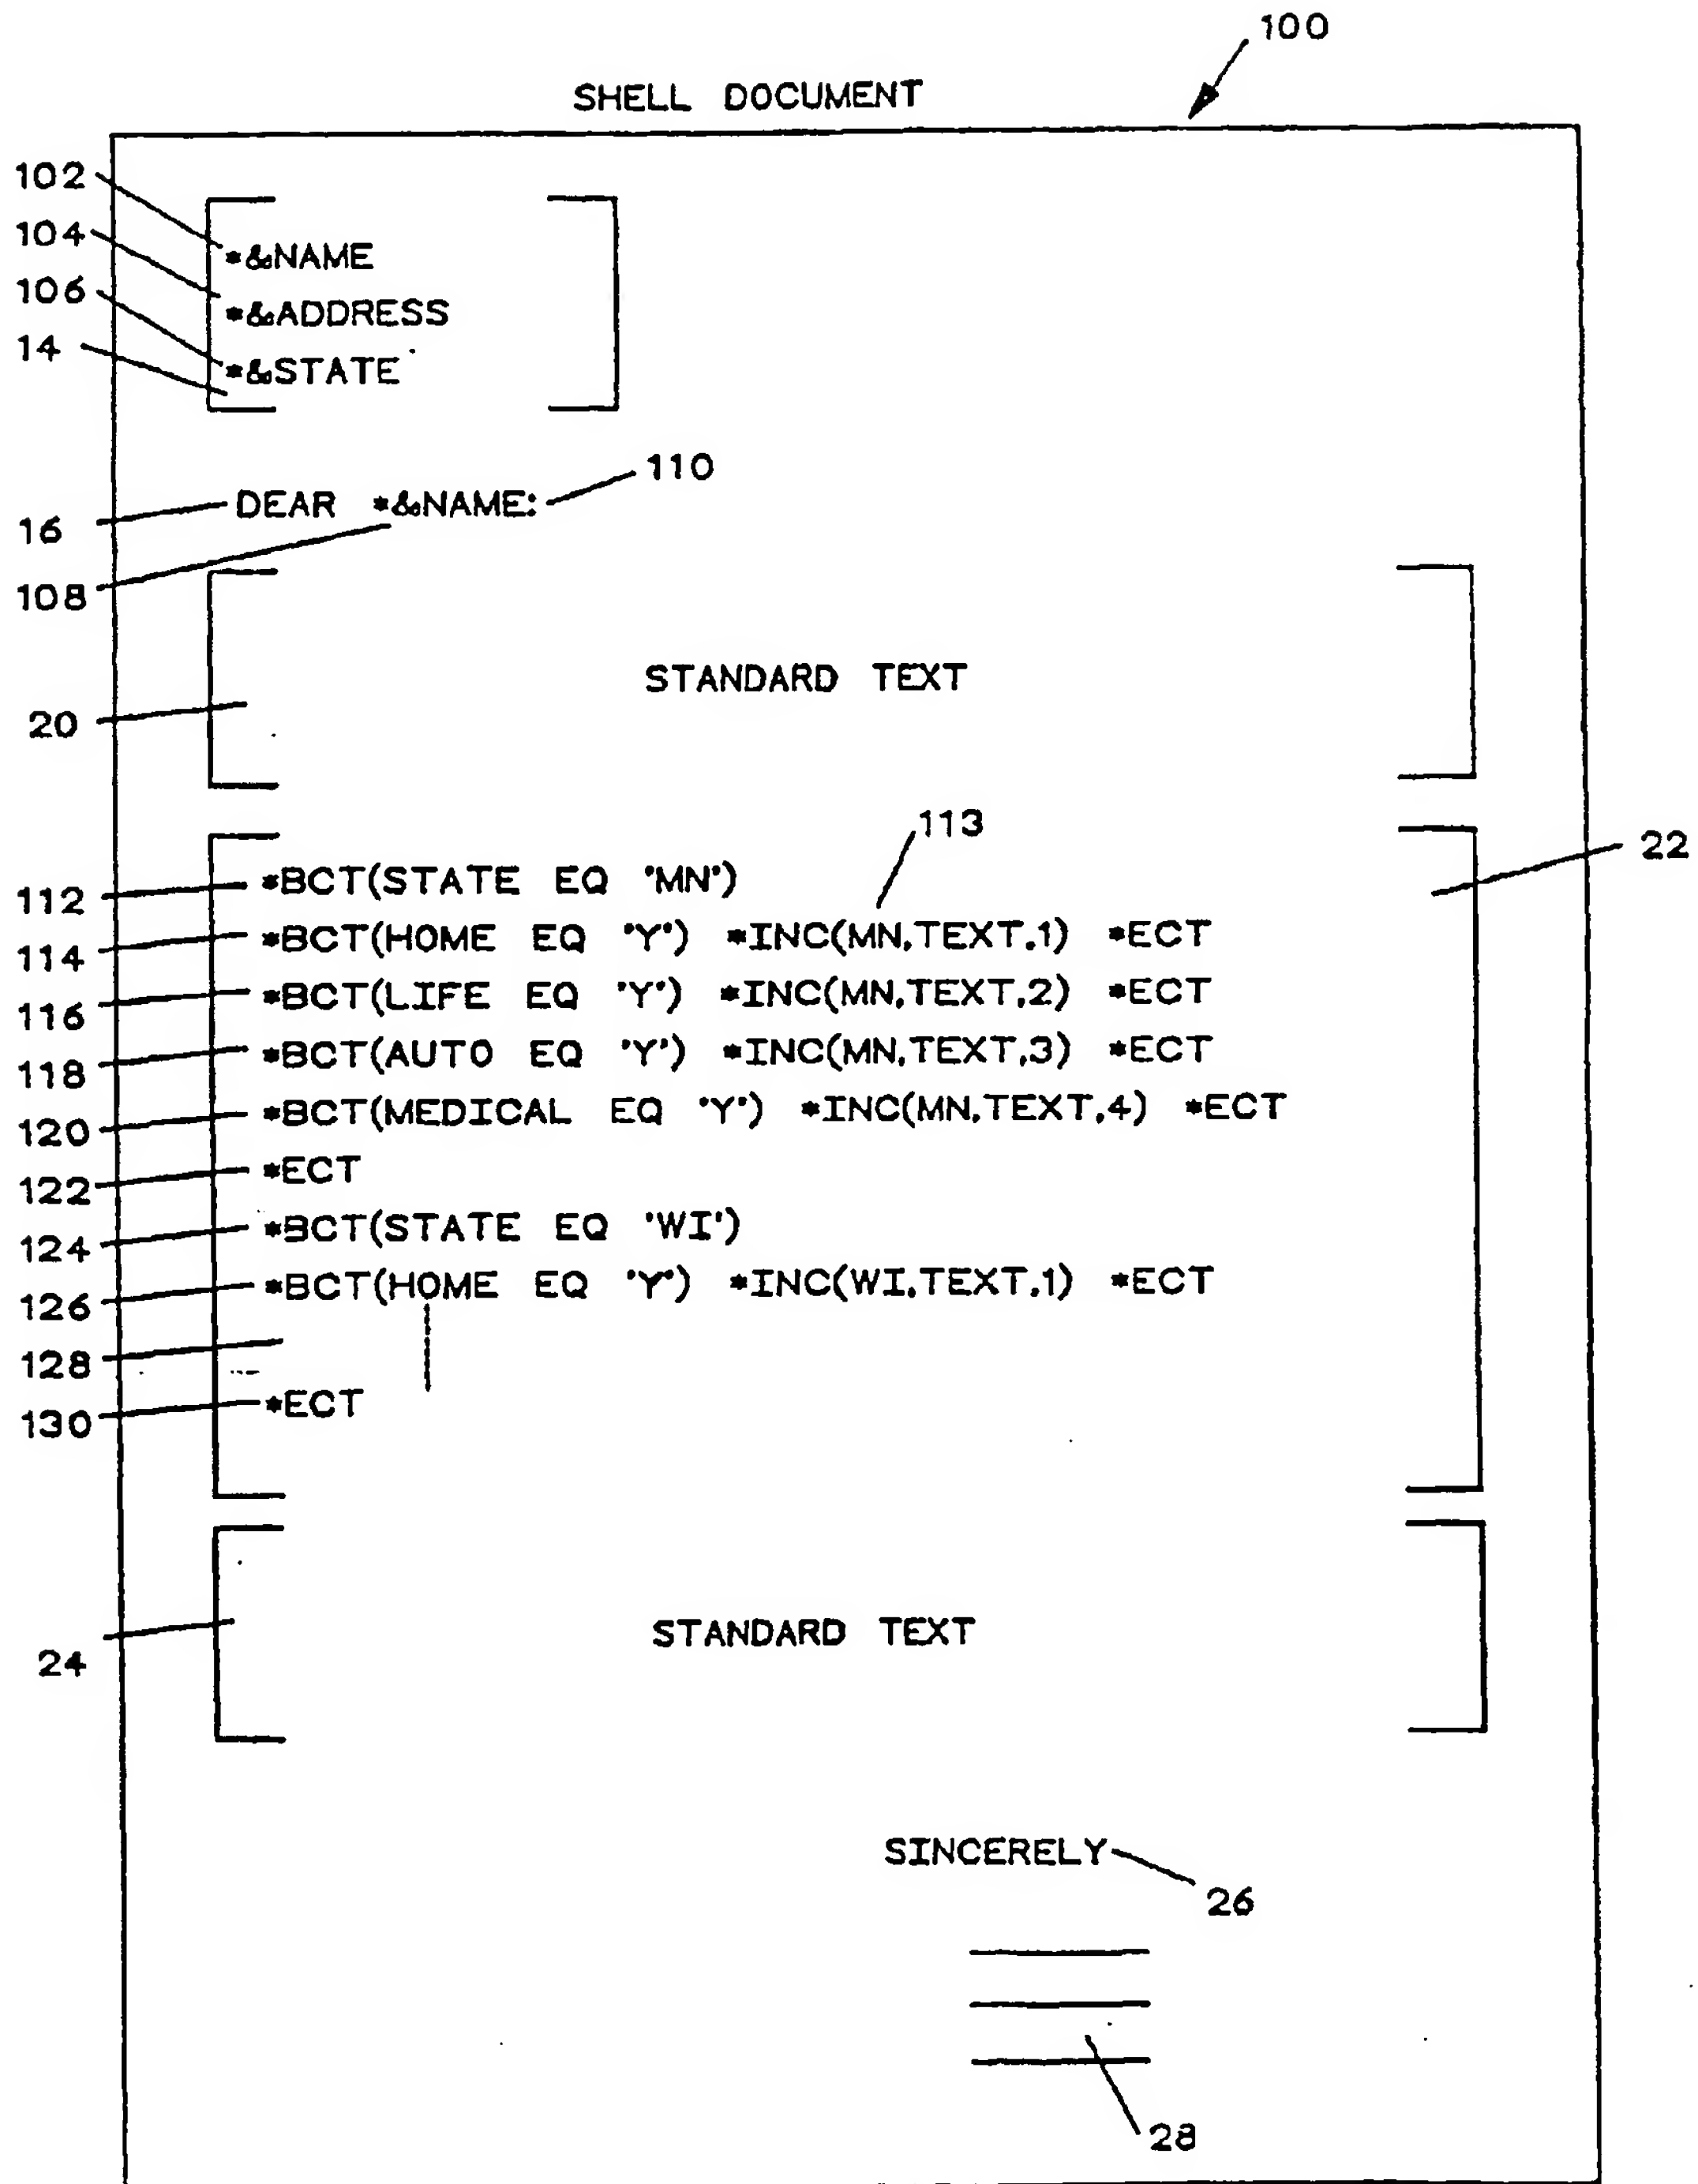 100
SHELL DOCUMENT
102
*&NAME
104
*&ADDRESS
106
*&STATE
14
110
16 DEAR *&NAME:
108
STANDARD TEXT
20
113
22
112 *BCT(STATE EQ 'MN')
114 *BCT(HOME EQ 'Y') *INC(MN,TEXT,1) *ECT
116 *BCT(LIFE EQ 'Y') *INC(MN,TEXT,2) *ECT
118 *BCT(AUTO EQ 'Y') *INC(MN,TEXT,3) *ECT
120 *BCT(MEDICAL EQ 'Y') *INC(MN,TEXT,4) *ECT
122 *ECT
124 *BCT(STATE EQ 'WI')
126 *BCT(HOME EQ 'Y') *INC(WI,TEXT,1) *ECT
128
130 *ECT
STANDARD TEXT
24
SINCERELY
26
28